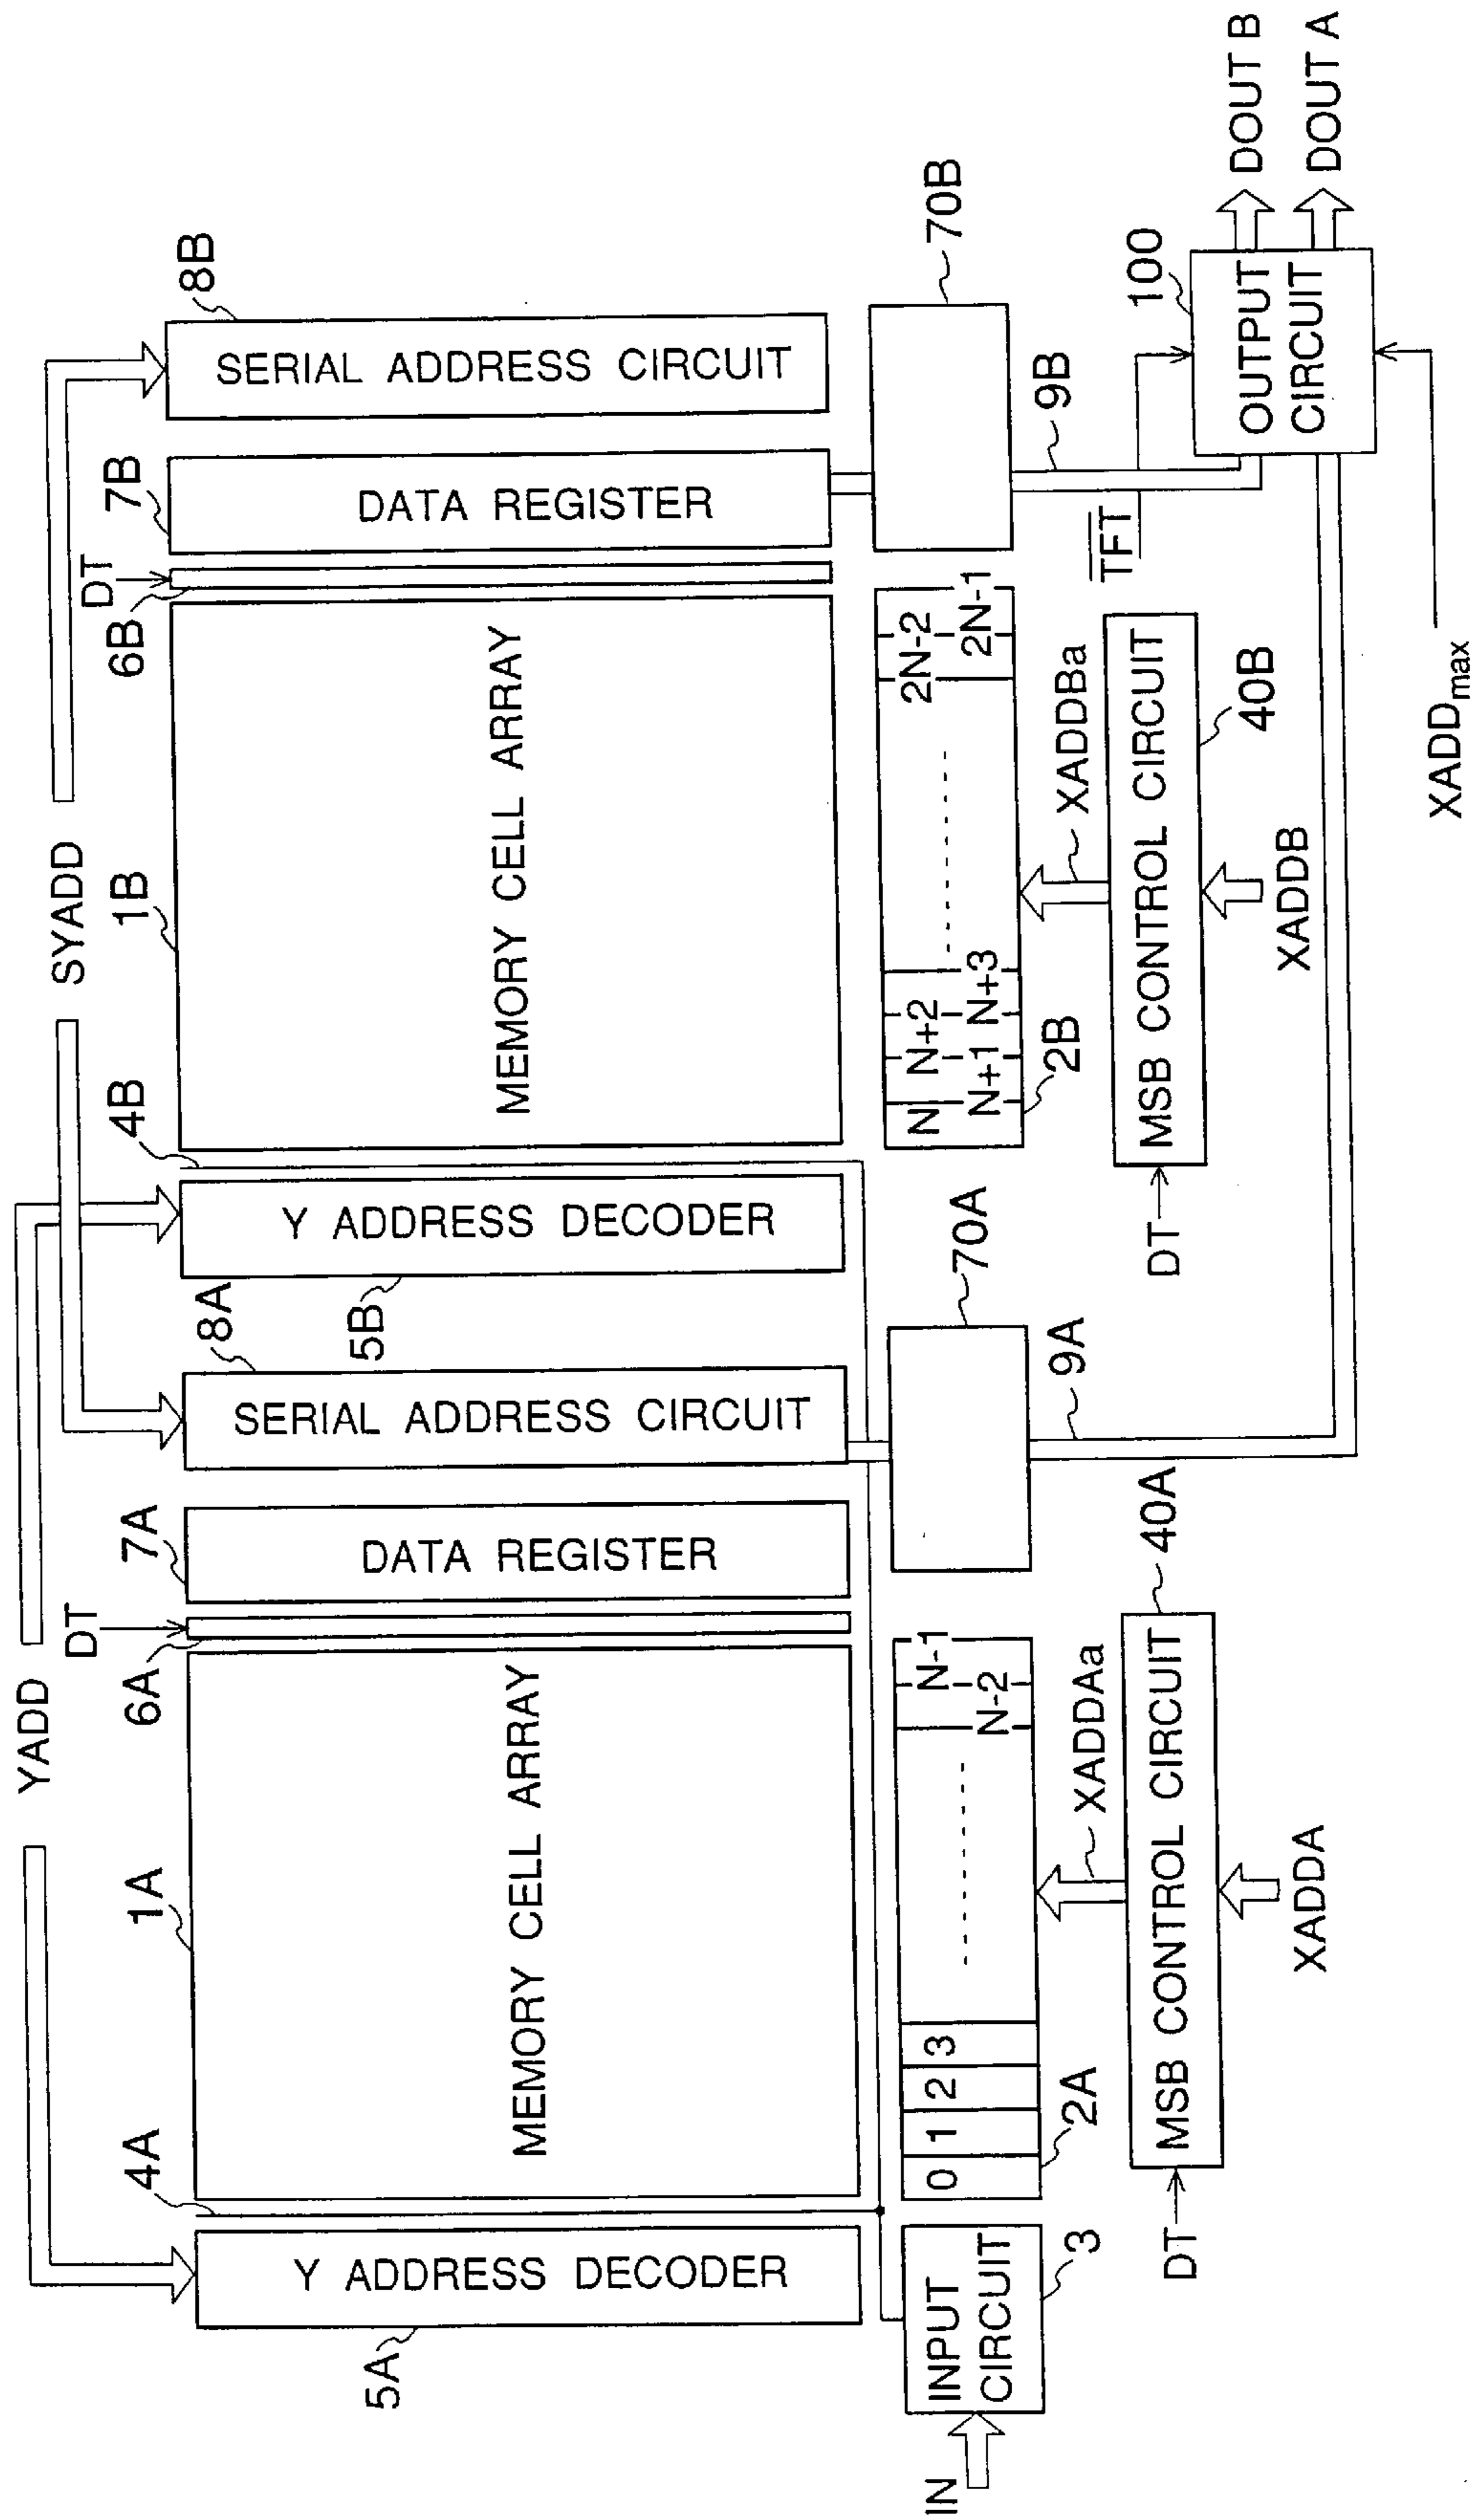 YADD
SYADD
5A
4A
1A
6A
DT
7A
8A
5B
4B
1B
6B
DT
7B
8B
Y ADDRESS DECODER
MEMORY CELL ARRAY
DATA REGISTER
SERIAL ADDRESS CIRCUIT
Y ADDRESS DECODER
MEMORY CELL ARRAY
DATA REGISTER
SERIAL ADDRESS CIRCUIT
IN
INPUT
CIRCUIT
3
0 1 2 3 N-2 N-1
2A
70A
N N+1 N+2 N+3 2N-2 2N-1
2B
70B
XADDAa
9A
XADDBa
9B
TFT
100
DT
MSB CONTROL CIRCUIT
40A
DT
MSB CONTROL CIRCUIT
40B
OUTPUT
CIRCUIT
DOUT B
DOUT A
XADDA
XADDB
XADDmax